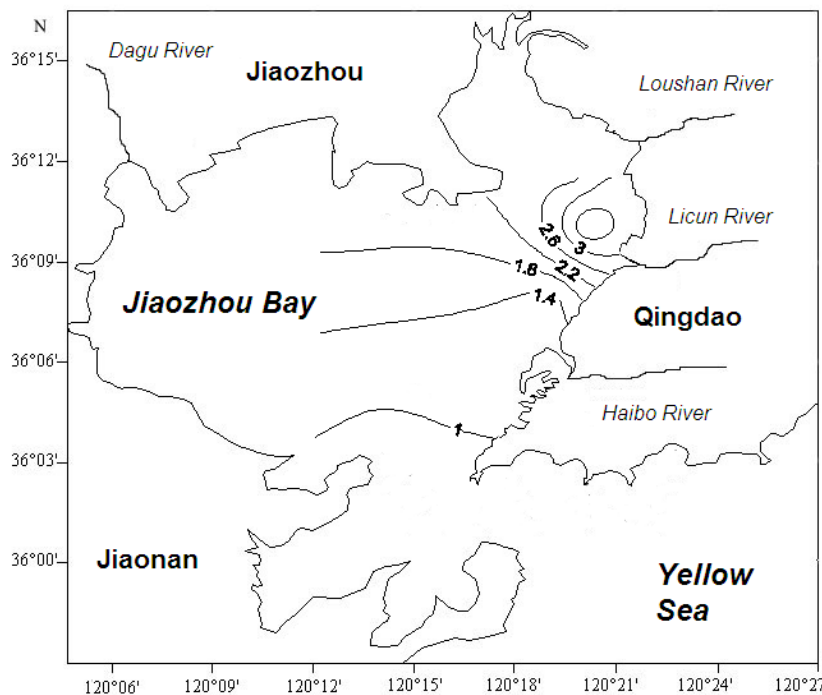 N
Dagu River
36°15'
Jiaozhou
Loushan River
36°12'
Licun River
2.6
3
36°09'
1.8
2.2
Jiaozhou Bay
1.4
Qingdao
36°06'
Haibo River
1
36°03'
36°00'
Jiaonan
Yellow
Sea
120°06'
120°09'
120°12'
120°15'
120°18'
120°21'
120°24'
120°27'